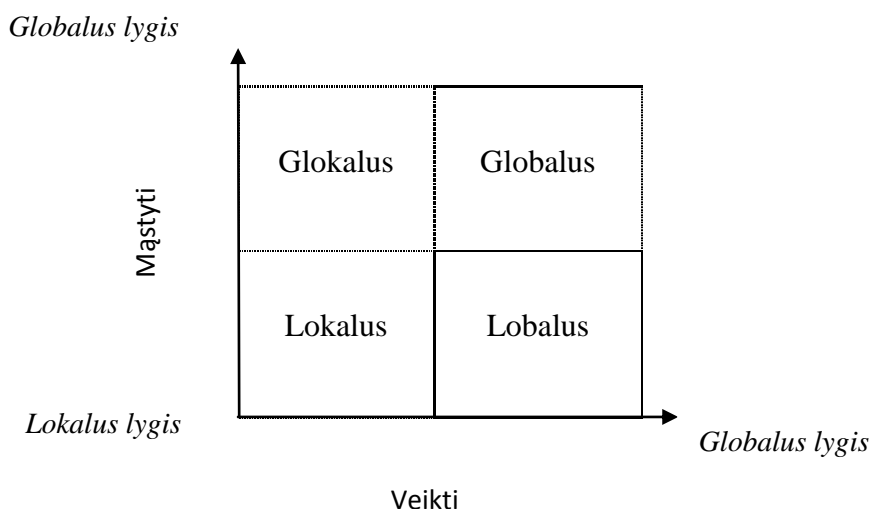 Globalus lygis
Glokalus
Globalus
Mąstyti
Lokalus
Lobalus
Lokalus lygis
Globalus lygis
Veikti